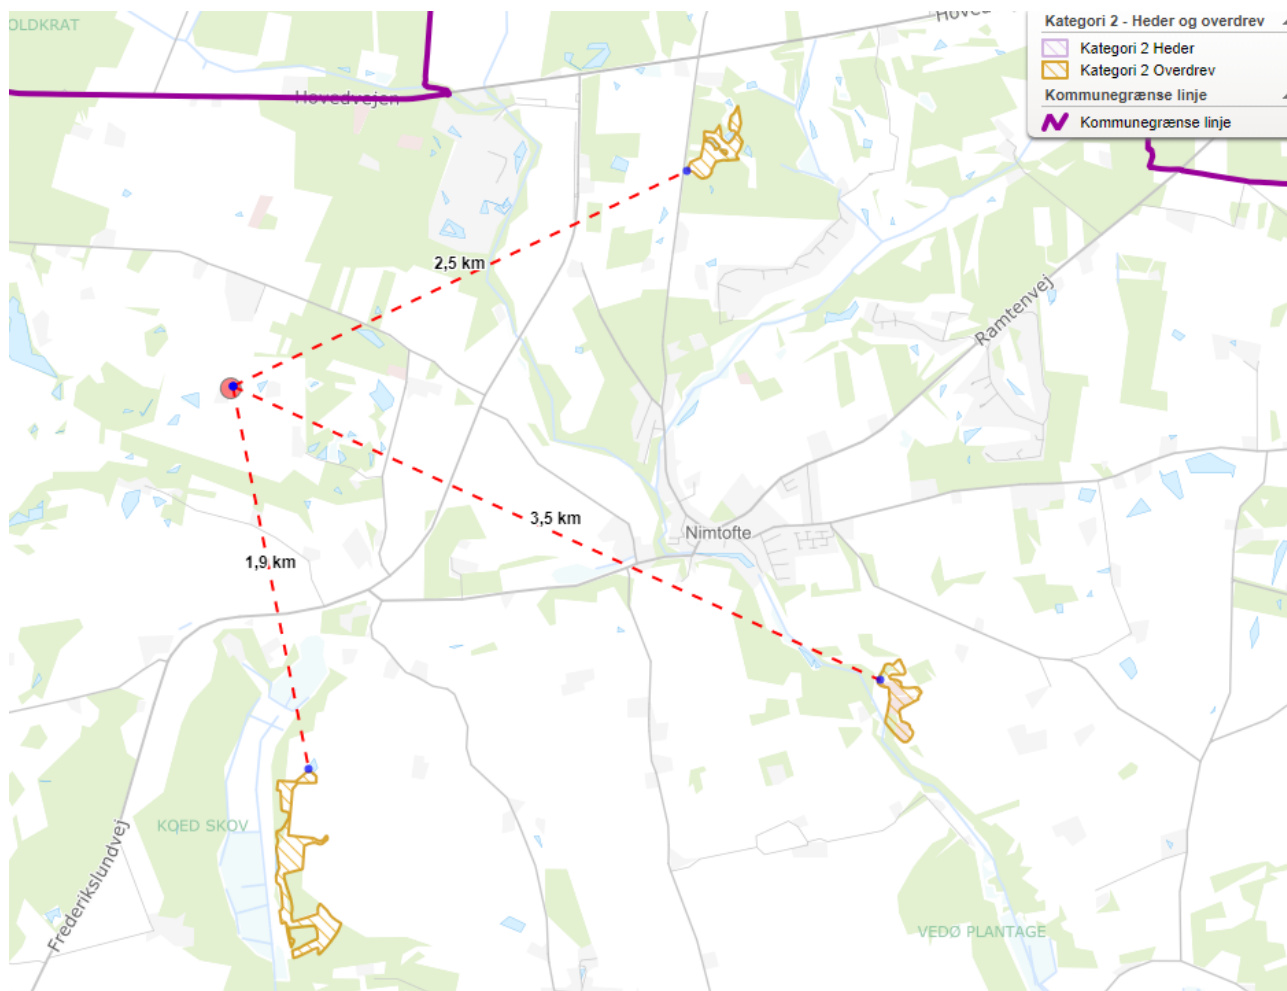 OLDKRAT
Hovedvejen
Kategori 2 - Heder og overdrev
Kategori 2 Heder
Kategori 2 Overdrev
Kommunegrænse linje
Kommunegrænse linje
2,5 km
Ramtenvej
3,5 km
Nimtofte
1,9 km
KOED SKOV
Frederikslundvej
VEDØ PLANTAGE